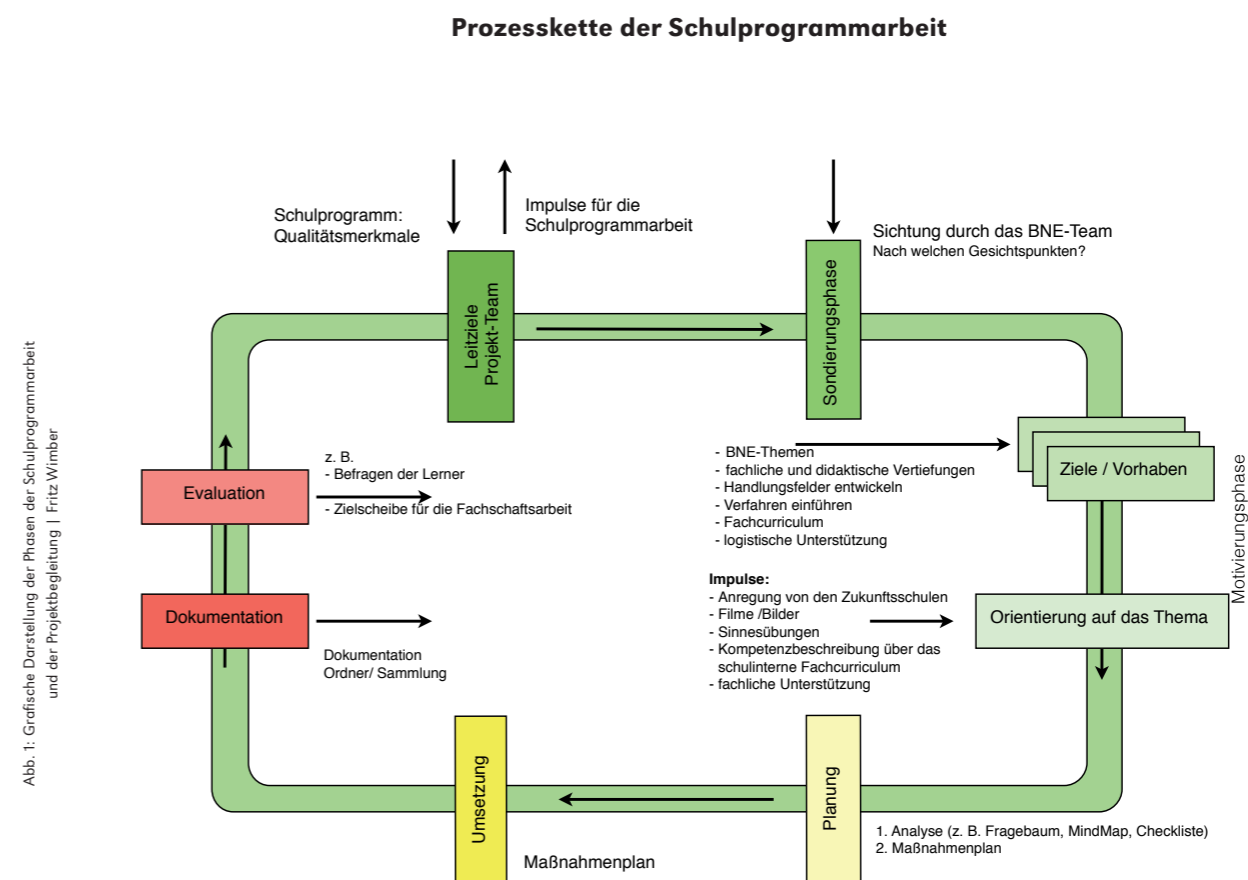 Prozesskette der Schulprogrammarbeit
Schulprogramm:
Qualitätsmerkmale
Impulse für die
Schulprogrammarbeit
Leitziele
Projekt-Team
Sondierungsphase
Sichtung durch das BNE-Team
Nach welchen Gesichtspunkten?
- BNE-Themen
- fachliche und didaktische Vertiefungen
- Handlungsfelder entwickeln
- Verfahren einführen
- Fachcurriculum
- logistische Unterstützung
Ziele / Vorhaben
Motivierungsphase
Impulse:
- Anregung von den Zukunftsschulen
- Filme /Bilder
- Sinnesübungen
- Kompetenzbeschreibung über das
schulinterne Fachcurriculum
- fachliche Unterstützung
Orientierung auf das Thema
Planung
1. Analyse (z. B. Fragebaum, MindMap, Checkliste)
2. Maßnahmenplan
Umsetzung
Maßnahmenplan
Dokumentation
Dokumentation
Ordner/ Sammlung
Evaluation
z. B.
- Befragen der Lerner
- Zielscheibe für die Fachschaftsarbeit
Abb. 1: Grafische Darstellung der Phasen der Schulprogrammarbeit
und der Projektbegleitung | Fritz Wimber